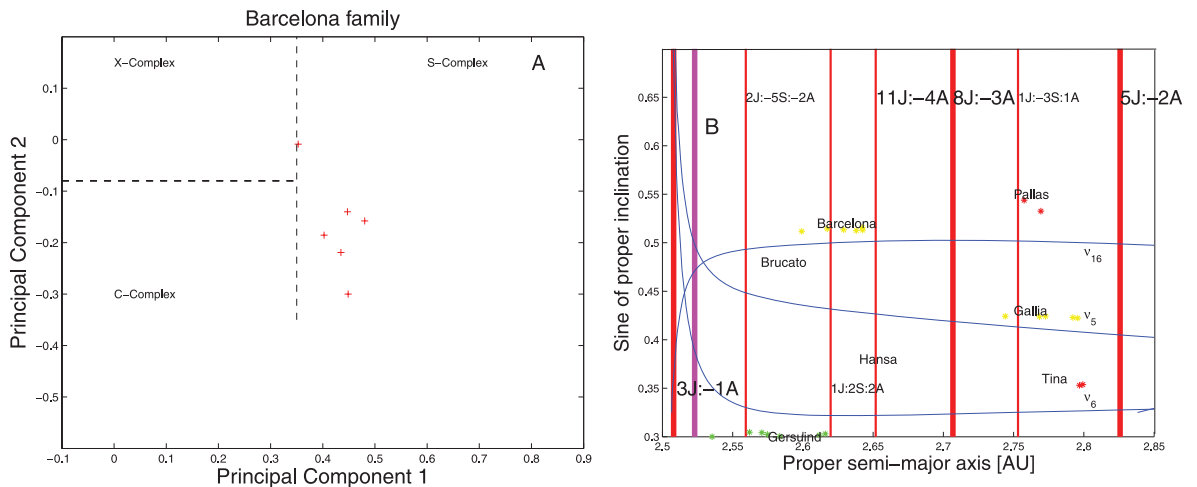 Barcelona family
X−Complex
S−Complex
A
C−Complex
Principal Component 2
0.1
0
−0.1
−0.2
−0.3
−0.4
−0.5
−0.1
0
0.1
0.2
0.3
0.4
0.5
0.6
0.7
0.8
0.9
Principal Component 1
2J:−5S:−2A
11J:−4A
8J:−3A
1J:−3S:1A
5J:−2A
B
Pallas
Barcelona
Brucato
ν16
Gallia
ν5
Hansa
Tina
3J:−1A
1J:2S:2A
ν6
Gersuind
Sine of proper inclination
0.65
0.6
0.55
0.5
0.45
0.4
0.35
0.3
2.5
2.55
2.6
2.65
2.7
2.75
2.8
2.85
Proper semi−major axis [AU]